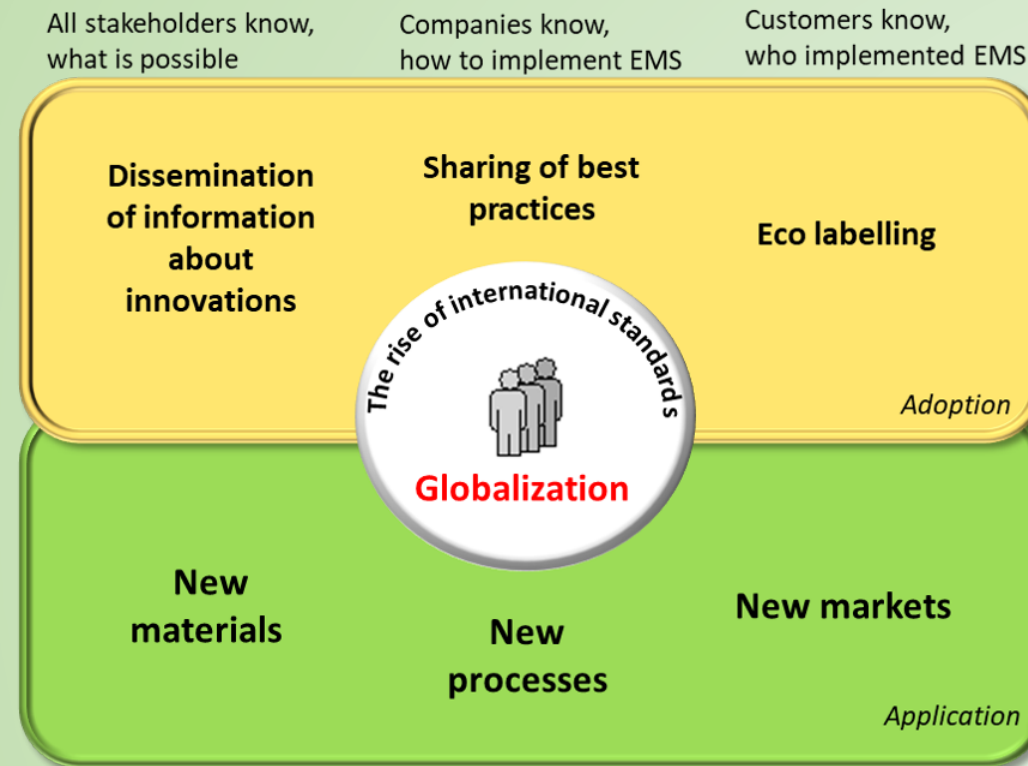 All stakeholders know,
what is possible
Companies know,
how to implement EMS
Customers know,
who implemented EMS
Dissemination
of information
about
innovations
Sharing of best
practices
Eco labelling
The rise of international standards
Globalization
Adoption
New
materials
New
processes
New markets
Application